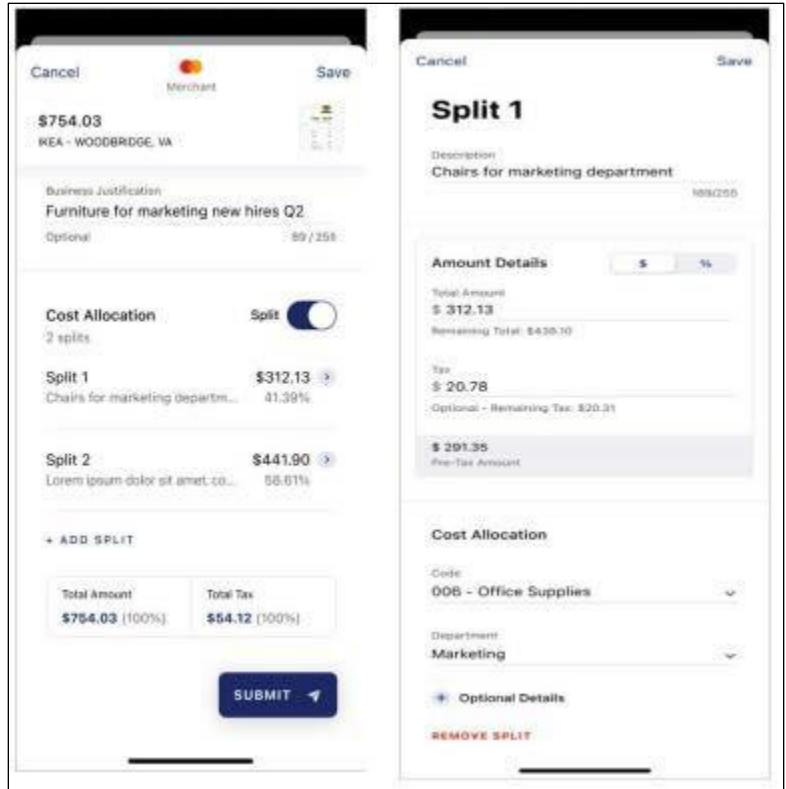 Cancel
Save
Merchant
$754.03
IKEA - WOODBRIDGE, VA
Business Justification
Furniture for marketing new hires Q2
Optional
89 / 255
Cost Allocation
Split
2 splits
Split 1
$312.13
Chairs for marketing departm...
41.39%
Split 2
$441.90
Lorem ipsum dolor sit amet, co...
58.61%
+ ADD SPLIT
Total Amount
Total Tax
$754.03 (100%)
$54.12 (100%)
SUBMIT
Cancel
Save
Split 1
Description
Chairs for marketing department
/255
Amount Details
$
%
Total Amount
$ 312.13
Remaining Total:
Tax
$ 20.78
Optional - Remaining Tax: $20.31
$ 291.35
Pre-Tax Amount
Cost Allocation
Code
006 - Office Supplies
Department
Marketing
+ Optional Details
REMOVE SPLIT